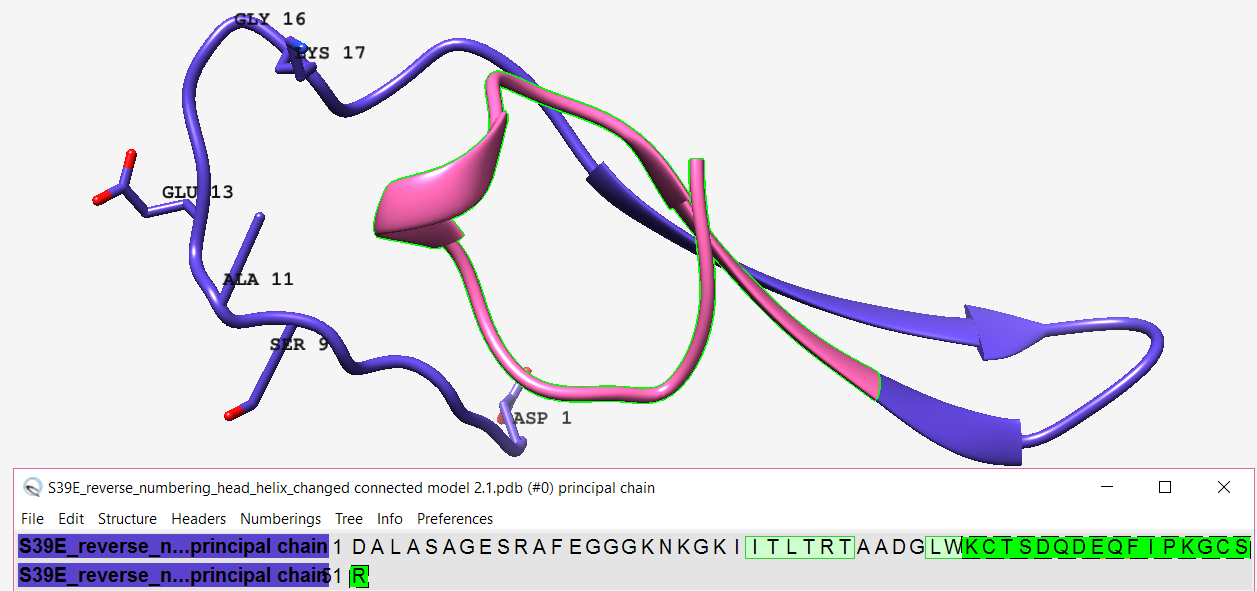 GLY 16
LYS 17
GLU 13
ALA 11
SER 9
ASP 1
S39E_reverse_numbering_head_helix_changed connected model 2.1.pdb (#0) principal chain
File Edit Structure Headers Numberings Tree Info Preferences
S39E_reverse_n...principal chain 1 DALASAGESRAFEGGGKNKGKIITLTRTAADGLWKCTSDQDEQFIPKGCS
S39E_reverse_n...principal chain 51 R